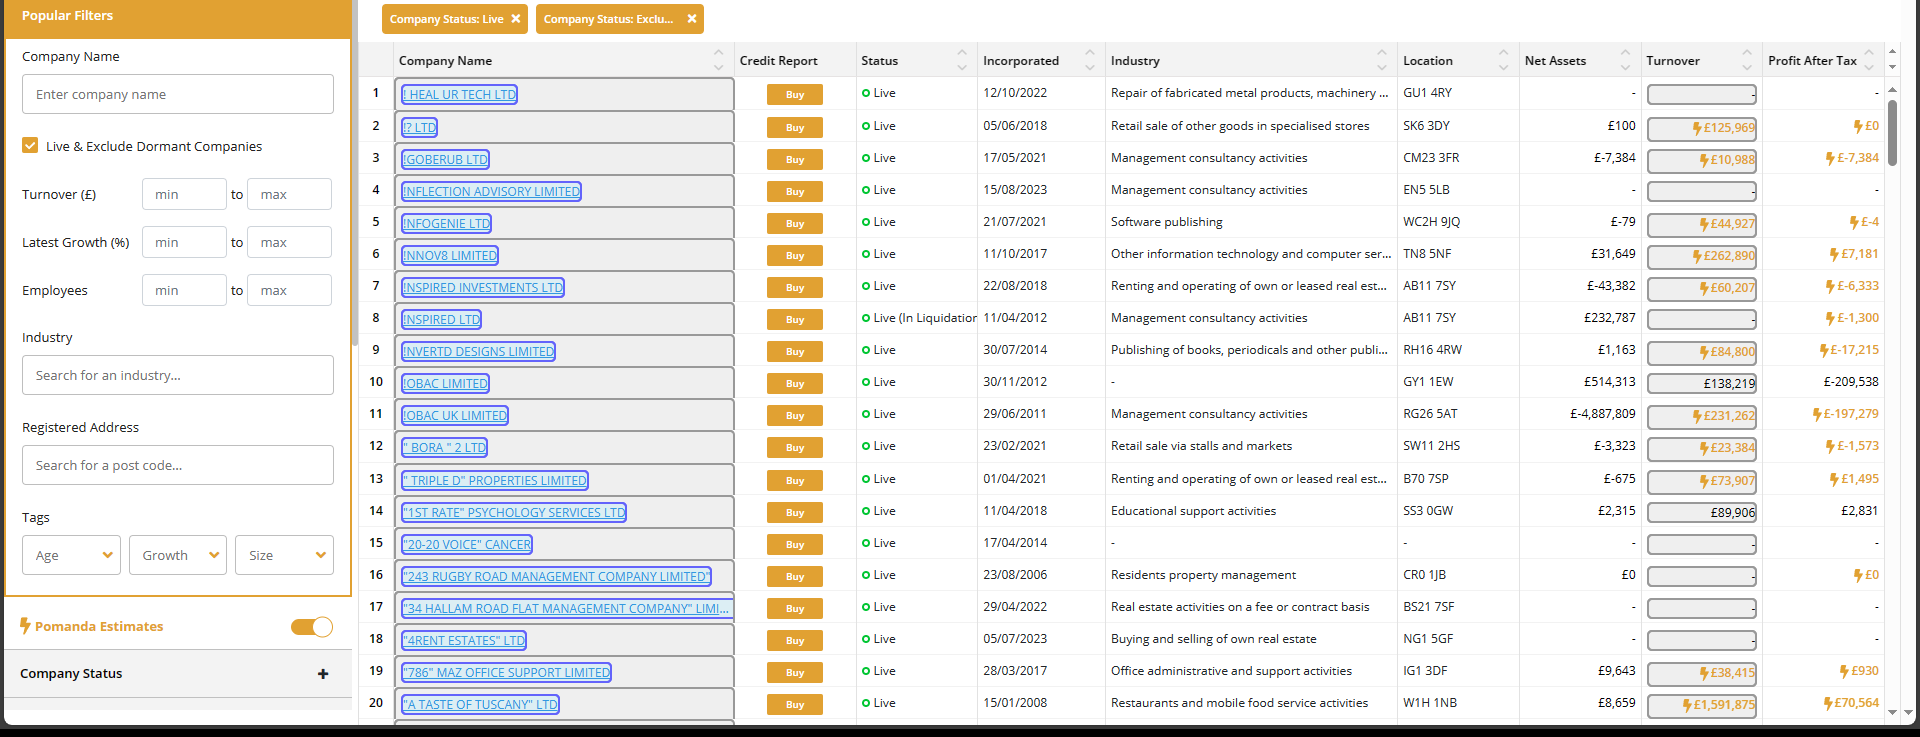 Popular Filters
Company Name
Enter company name
Live & Exclude Dormant Companies
Turnover (£) min to max
Latest Growth (%) min to max
Employees min to max
Industry
Search for an industry...
Registered Address
Search for a post code...
Tags
Age Growth Size
Pomanda Estimates
Company Status +
Company Status: Live × Company Status: Exclu... ×
Company Name Credit Report Status Incorporated Industry Location Net Assets Turnover Profit After Tax
1 ! HEAL UR TECH LTD Buy Live 12/10/2022 Repair of fabricated metal products, machinery ... GU1 4RY - - -
2 !? LTD Buy Live 05/06/2018 Retail sale of other goods in specialised stores SK6 3DY £100 £125,969 £0
3 !GOBERUB LTD Buy Live 17/05/2021 Management consultancy activities CM23 3FR £-7,384 £10,988 £-7,384
4 !NFLECTION ADVISORY LIMITED Buy Live 15/08/2023 Management consultancy activities EN5 5LB - - -
5 !NFOGENIE LTD Buy Live 21/07/2021 Software publishing WC2H 9JQ £-79 £44,927 £-4
6 !NNOV8 LIMITED Buy Live 11/10/2017 Other information technology and computer ser... TN8 5NF £31,649 £262,890 £7,181
7 !NSPIRED INVESTMENTS LTD Buy Live 22/08/2018 Renting and operating of own or leased real est... AB11 7SY £-43,382 £60,207 £-6,333
8 !NSPIRED LTD Buy Live (In Liquidation 11/04/2012 Management consultancy activities AB11 7SY £232,787 - £-1,300
9 !NVERTD DESIGNS LIMITED Buy Live 30/07/2014 Publishing of books, periodicals and other publi... RH16 4RW £1,163 £84,800 £-17,215
10 !OBAC LIMITED Buy Live 30/11/2012 - GY1 1EW £514,313 £138,219 £-209,538
11 !OBAC UK LIMITED Buy Live 29/06/2011 Management consultancy activities RG26 5AT £-4,887,809 £231,262 £-197,279
12 " BORA " 2 LTD Buy Live 23/02/2021 Retail sale via stalls and markets SW11 2HS £-3,323 £23,384 £-1,573
13 " TRIPLE D" PROPERTIES LIMITED Buy Live 01/04/2021 Renting and operating of own or leased real est... B70 7SP £-675 £73,907 £1,495
14 "1ST RATE" PSYCHOLOGY SERVICES LTD Buy Live 11/04/2018 Educational support activities SS3 0GW £2,315 £89,906 £2,831
15 "20-20 VOICE" CANCER Buy Live 17/04/2014 - - - - -
16 "243 RUGBY ROAD MANAGEMENT COMPANY LIMITED" Buy Live 23/08/2006 Residents property management CR0 1JB £0 - £0
17 "34 HALLAM ROAD FLAT MANAGEMENT COMPANY" LIMI... Buy Live 29/04/2022 Real estate activities on a fee or contract basis BS21 7SF - - -
18 "4RENT ESTATES" LTD Buy Live 05/07/2023 Buying and selling of own real estate NG1 5GF - - -
19 "786" MAZ OFFICE SUPPORT LIMITED Buy Live 28/03/2017 Office administrative and support activities IG1 3DF £9,643 £38,415 £930
20 "A TASTE OF TUSCANY" LTD Buy Live 15/01/2008 Restaurants and mobile food service activities W1H 1NB £8,659 £1,591,875 £70,564